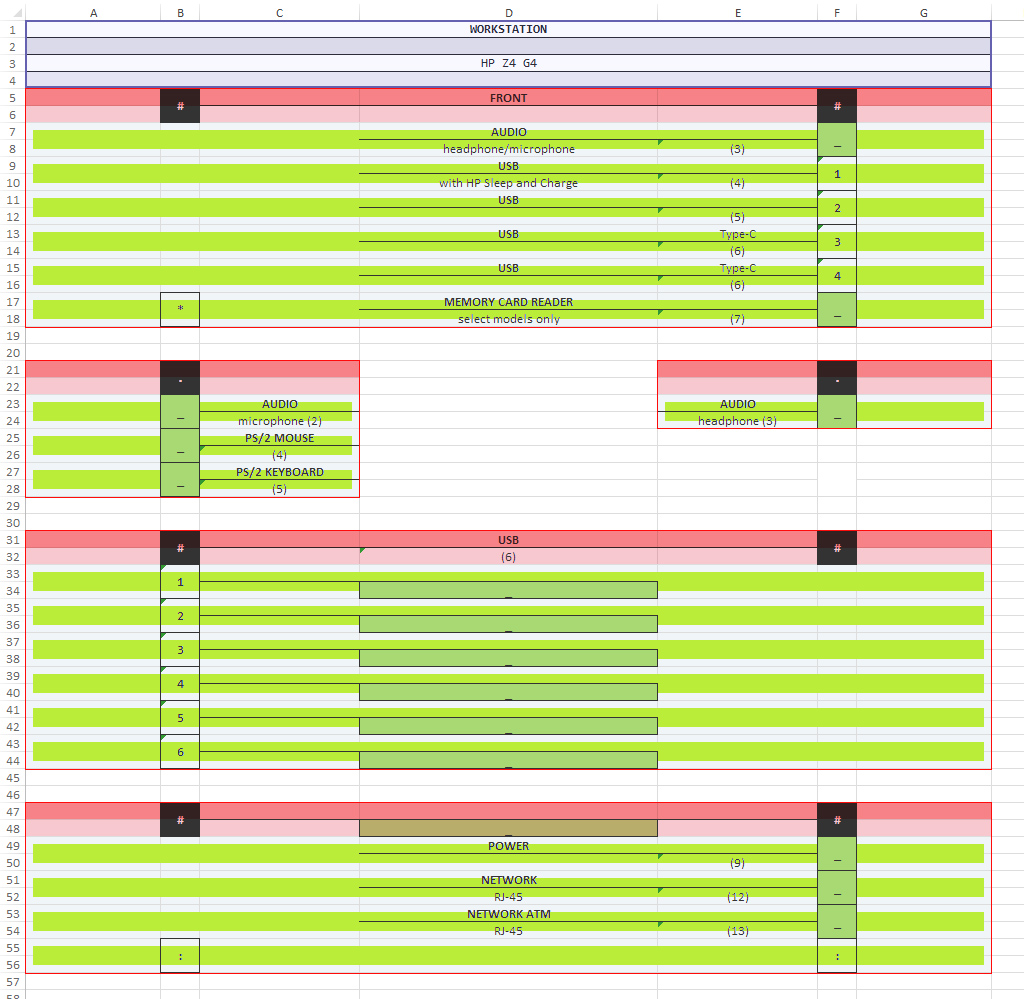 A B C D E F G
1 WORKSTATION
2
3 HP Z4 G4
4
5 # FRONT #
6
7 AUDIO _
8 headphone/microphone (3)
9 USB 1
10 with HP Sleep and Charge (4)
11 USB 2
12 (5)
13 USB Type-C 3
14 (6)
15 USB Type-C 4
16 (6)
17 * MEMORY CARD READER _
18 select models only (7)
19
20
21 " "
22
23 _ AUDIO AUDIO _
24 microphone (2) headphone (3)
25 _ PS/2 MOUSE
26 (4)
27 _ PS/2 KEYBOARD
28 (5)
29
30
31 # USB #
32 (6)
33 1
34 _
35 2
36 _
37 3
38 _
39 4
40 _
41 5
42 _
43 6
44 _
45
46
47 # #
48 _
49 POWER _
50 (9)
51 NETWORK _
52 RJ-45 (12)
53 NETWORK ATM _
54 RJ-45 (13)
55 : :
56
57
58